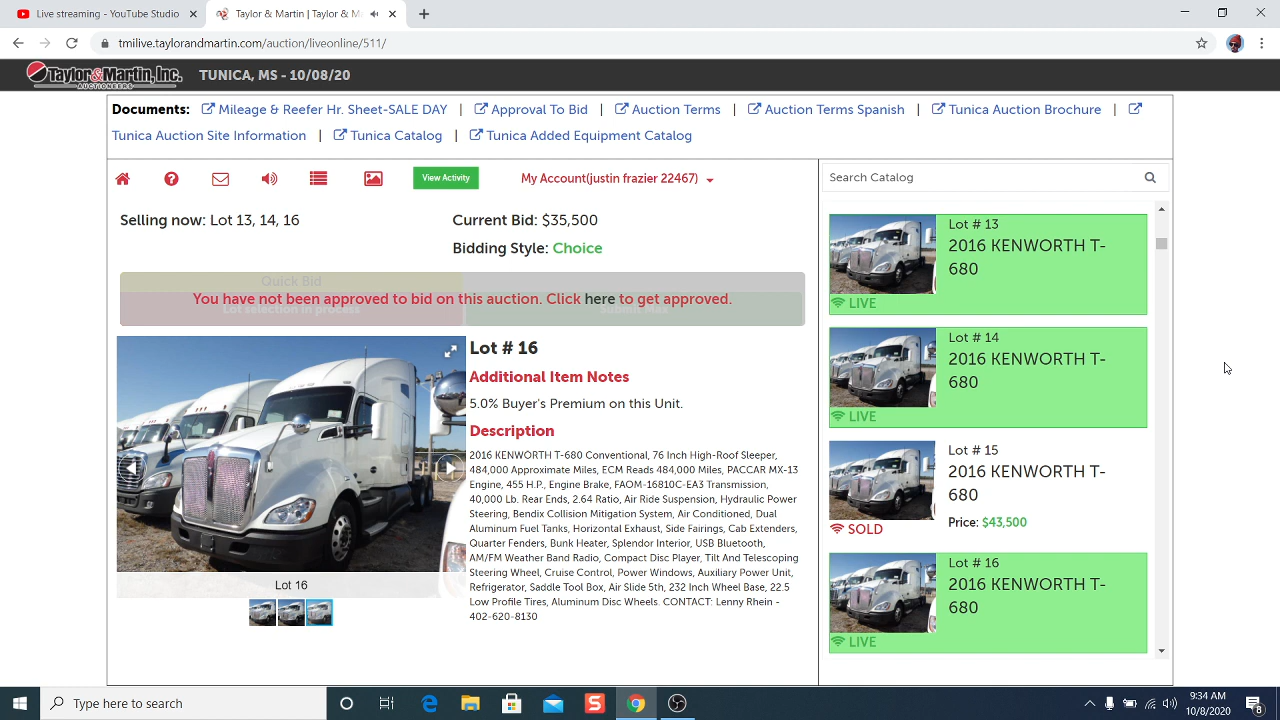 Live streaming - YouTube Studio
Taylor & Martin | Taylor & M
tmilive.taylorandmartin.com/auction/liveonline/511/
Taylor & Martin, Inc. TUNICA, MS - 10/08/20
AUCTIONEERS
Documents: Mileage & Reefer Hr. Sheet-SALE DAY | Approval To Bid | Auction Terms | Auction Terms Spanish | Tunica Auction Brochure |
Tunica Auction Site Information | Tunica Catalog | Tunica Added Equipment Catalog
View Activity
My Account(justin frazier 22467)
Selling now: Lot 13, 14, 16
Current Bid: $35,500
Bidding Style: Choice
Quick Bid
You have not been approved to bid on this auction. Click here to get approved.
Lot selection in process
Submit Max
Lot 16
Lot # 16
Additional Item Notes
5.0% Buyer's Premium on this Unit.
Description
2016 KENWORTH T-680 Conventional, 76 Inch High-Roof Sleeper,
484,000 Approximate Miles, ECM Reads 484,000 Miles, PACCAR MX-13
Engine, 455 H.P., Engine Brake, FAOM-16810C-EA3 Transmission,
40,000 Lb. Rear Ends, 2.64 Ratio, Air Ride Suspension, Hydraulic Power
Steering, Bendix Collision Mitigation System, Air Conditioned, Dual
Aluminum Fuel Tanks, Horizontal Exhaust, Side Fairings, Cab Extenders,
Quarter Fenders, Bunk Heater, Splendor Interior, USB Bluetooth,
AM/FM Weather Band Radio, Compact Disc Player, Tilt And Telescoping
Steering Wheel, Cruise Control, Power Windows, Auxiliary Power Unit,
Refrigerator, Saddle Tool Box, Air Slide 5th, 232 Inch Wheel Base, 22.5
Low Profile Tires, Aluminum Disc Wheels. CONTACT: Lenny Rhein -
402-620-8130
Search Catalog
Lot # 13
2016 KENWORTH T-
680
LIVE
Lot # 14
2016 KENWORTH T-
680
LIVE
Lot # 15
2016 KENWORTH T-
680
Price: $43,500
SOLD
Lot # 16
2016 KENWORTH T-
680
LIVE
Type here to search
9:34 AM
10/8/2020
6